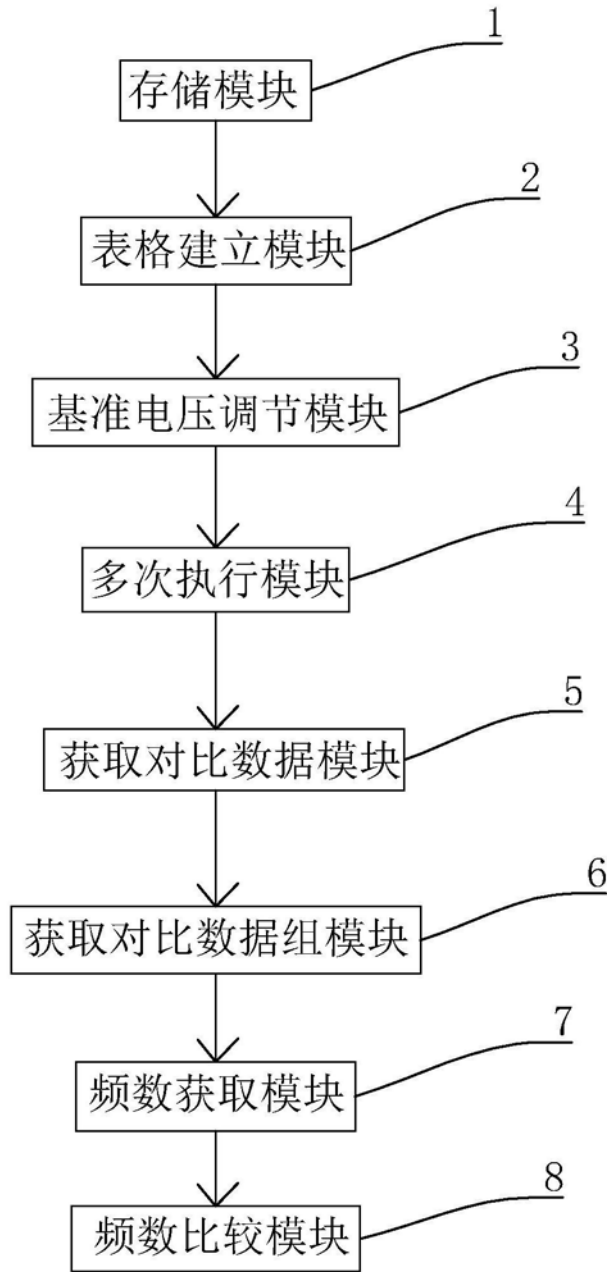 1
存储模块
2
表格建立模块
3
基准电压调节模块
4
多次执行模块
5
获取对比数据模块
6
获取对比数据组模块
7
频数获取模块
8
频数比较模块